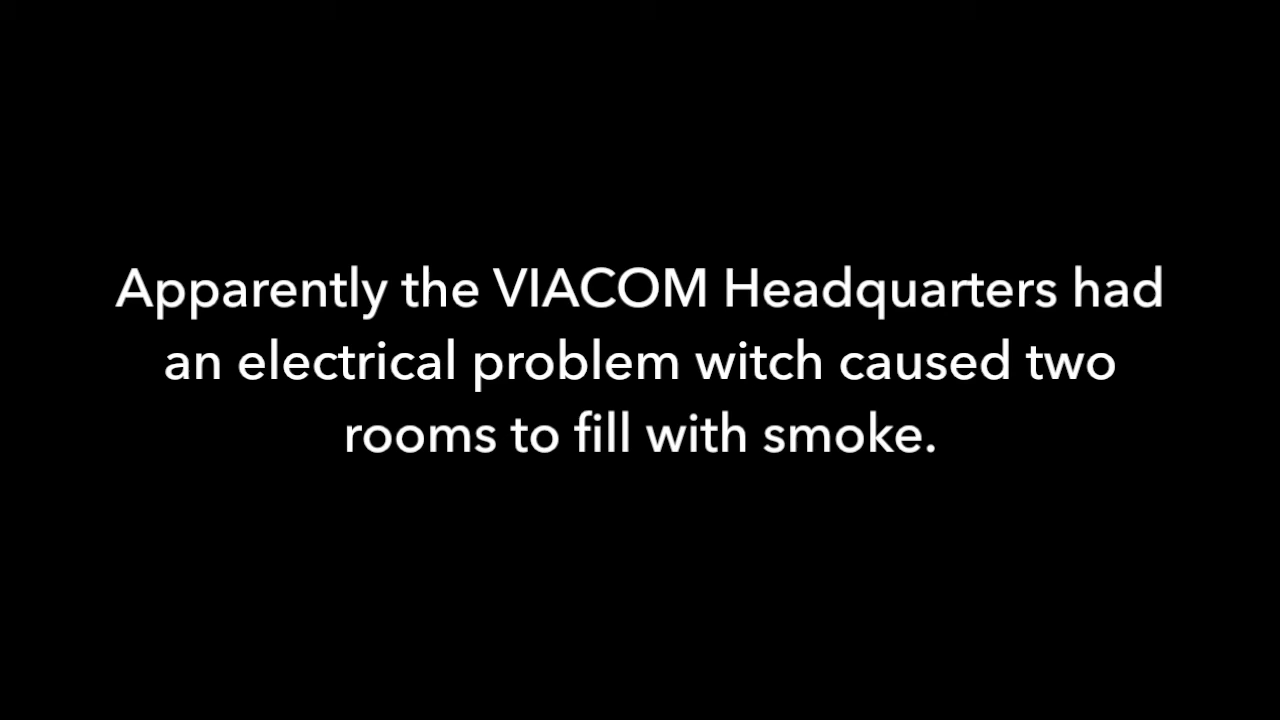 Apparently the VIACOM Headquarters had
an electrical problem witch caused two
rooms to fill with smoke.